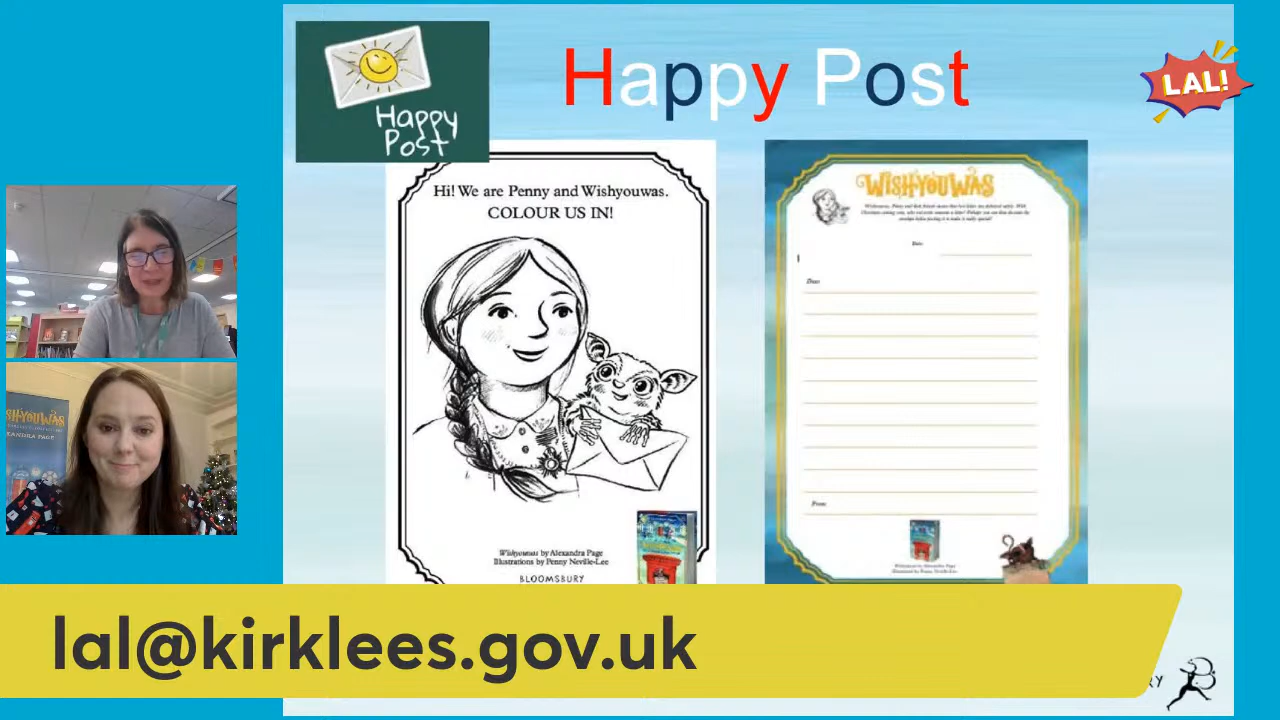 Happy Post
LAL!
Happy
Post
Hi! We are Penny and Wishyouwas.
COLOUR US IN!
Wishyouwas by Alexandra Page
Illustrations by Penny Neville-Lee
BLOOMSBURY
WISHYOUWAS
Date:
Dear
From:
lal@kirklees.gov.uk